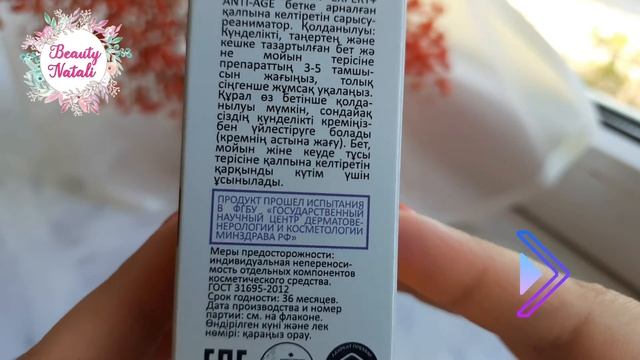 Beauty
Natali
ANTI-AGE бетке арналған
қалпына келтіретін сарысу-
реаниматор. Қолданылуы:
Күнделікті, таңертең және
кешке тазартылған бет жә
не мойын терісіне
препараттың 3-5 тамшы-
сын жағыңыз, толық
сіңгенше жұмсақ уқалаңыз.
Құрал өз бетінше қолда-
нылуы мүмкін, сондайақ
сіздің күнделікті креміңіз-
бен үйлестіруге болады
(кремнің астына жағу). Бет,
мойын және кеуде тұсы
терісіне қалпына келтіретін
қарқынды күтім үшін
ұсынылады.
ПРОДУКТ ПРОШЕЛ ИСПЫТАНИЯ
В ФГБУ «ГОСУДАРСТВЕННЫЙ
НАУЧНЫЙ ЦЕНТР ДЕРМАТОВЕ-
НЕРОЛОГИИ И КОСМЕТОЛОГИИ
МИНЗДРАВА РФ»
Меры предосторожности:
индивидуальная непереноси-
мость отдельных компонентов
косметического средства.
ГОСТ 31695-2012
Срок годности: 36 месяцев.
Дата производства и номер
партии: см. на флаконе.
Өндірілген күні және лек
нөмірі: қараңыз орау.